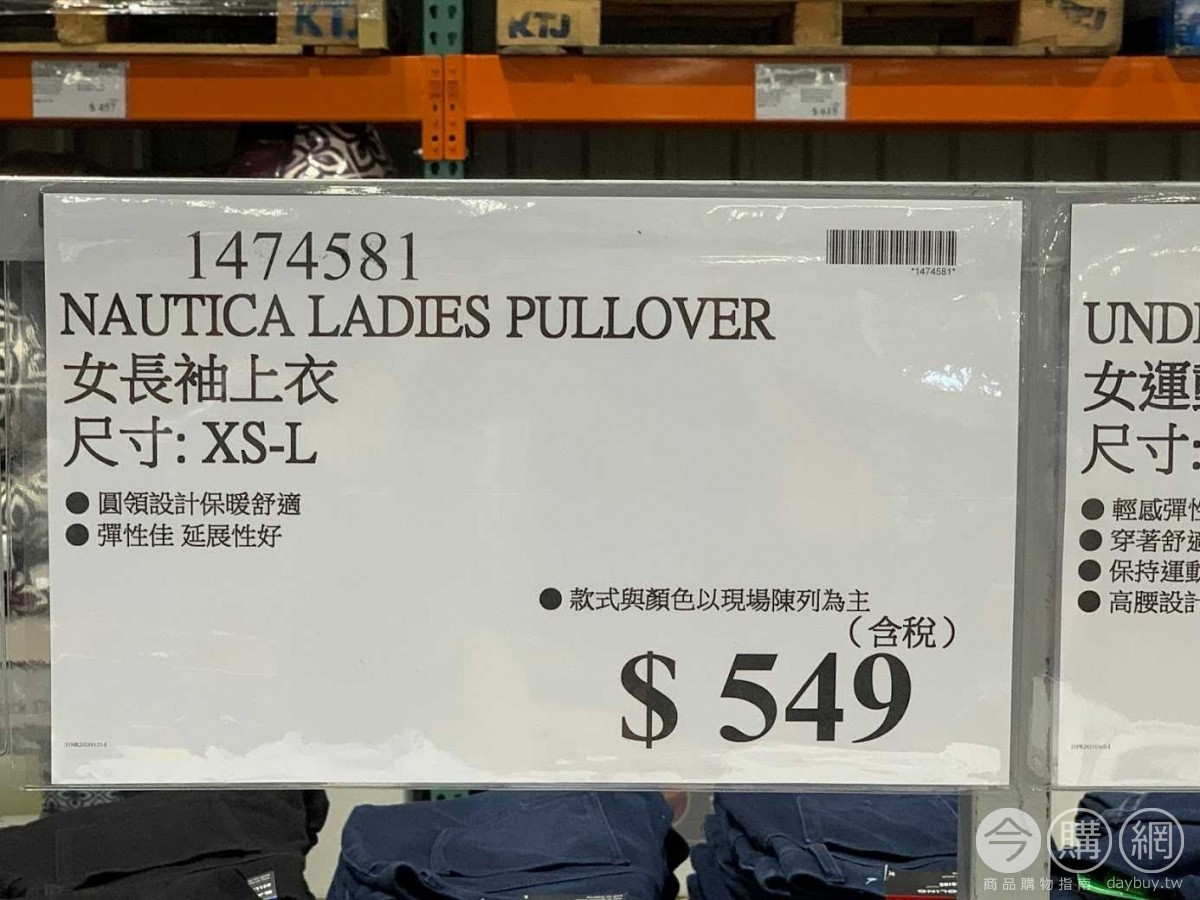 KTJ
KTJ
$ 457
1474581
*1474581*
NAUTICA LADIES PULLOVER
女長袖上衣
尺寸: XS-L
● 圓領設計保暖舒適
● 彈性佳 延展性好
● 款式與顏色以現場陳列為主
(含稅)
$ 549
女運
尺寸:
● 輕感彈性
● 穿著舒適
● 保持運動
● 高腰設計
今購網
商品購物指南 daybuy.tw